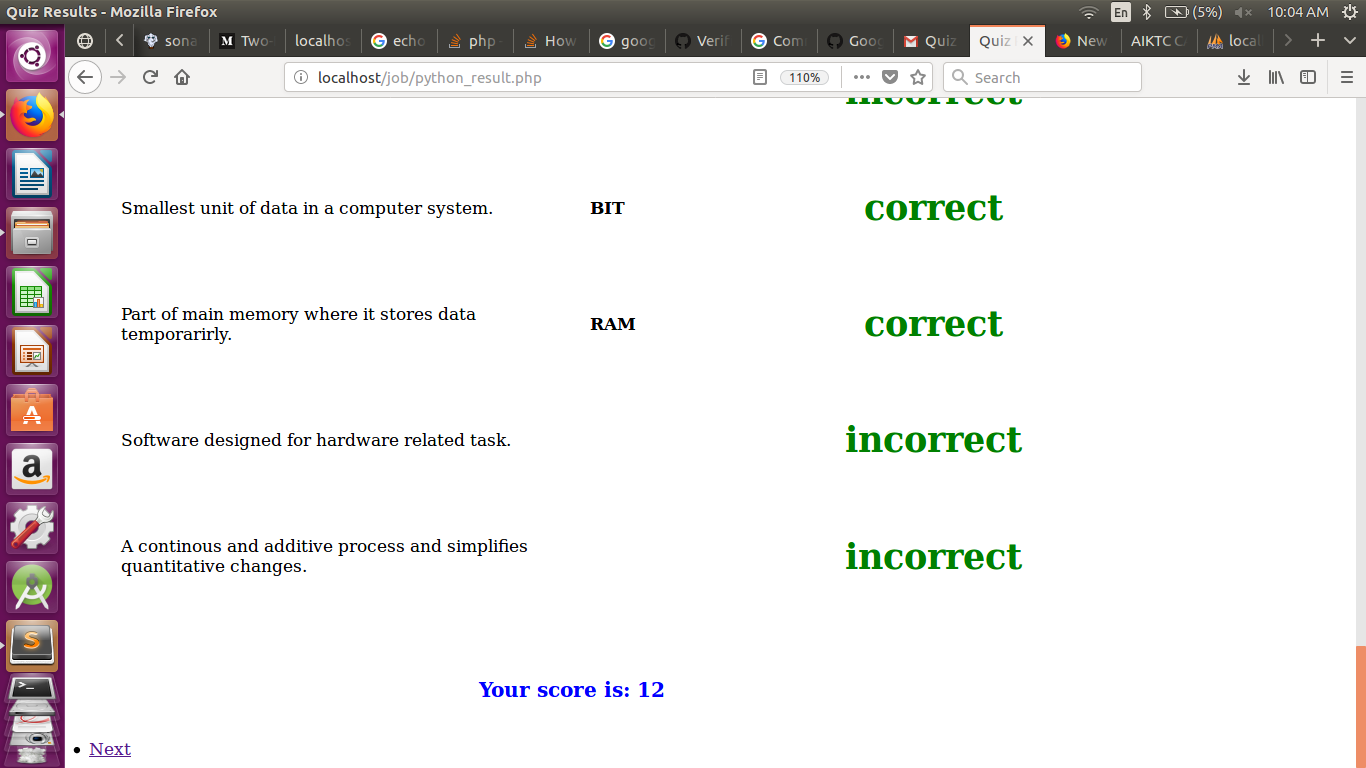 Quiz Results - Mozilla Firefox
En
(5%)
10:04 AM
sona
Two-
localhos
echo
php -
How
goog
Verif
Com
Goog
Quiz
Quiz
New
AIKTC C
local
localhost/job/python_result.php
110%
Search
incorrect
Smallest unit of data in a computer system.
BIT
correct
Part of main memory where it stores data
temporarirly.
RAM
correct
Software designed for hardware related task.
incorrect
A continous and additive process and simplifies
quantitative changes.
incorrect
Your score is: 12
Next